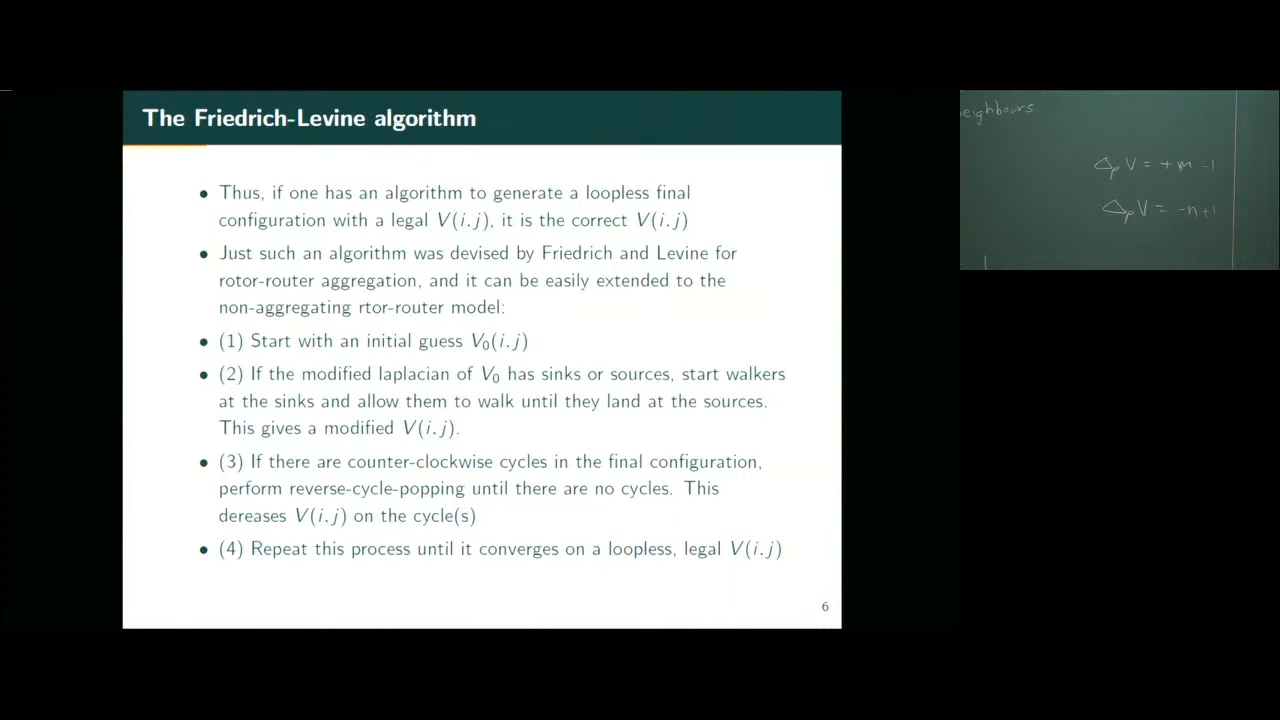 The Friedrich-Levine algorithm
• Thus, if one has an algorithm to generate a loopless final
configuration with a legal V(i.j), it is the correct V(i.j)
• Just such an algorithm was devised by Friedrich and Levine for
rotor-router aggregation, and it can be easily extended to the
non-aggregating rtor-router model:
• (1) Start with an initial guess V₀(i.j)
• (2) If the modified laplacian of V₀ has sinks or sources, start walkers
at the sinks and allow them to walk until they land at the sources.
This gives a modified V(i.j).
• (3) If there are counter-clockwise cycles in the final configuration,
perform reverse-cycle-popping until there are no cycles. This
dereases V(i.j) on the cycle(s)
• (4) Repeat this process until it converges on a loopless, legal V(i.j)
6
eighbours
Δₚ V = +m -1
Δₚ V = -n +1